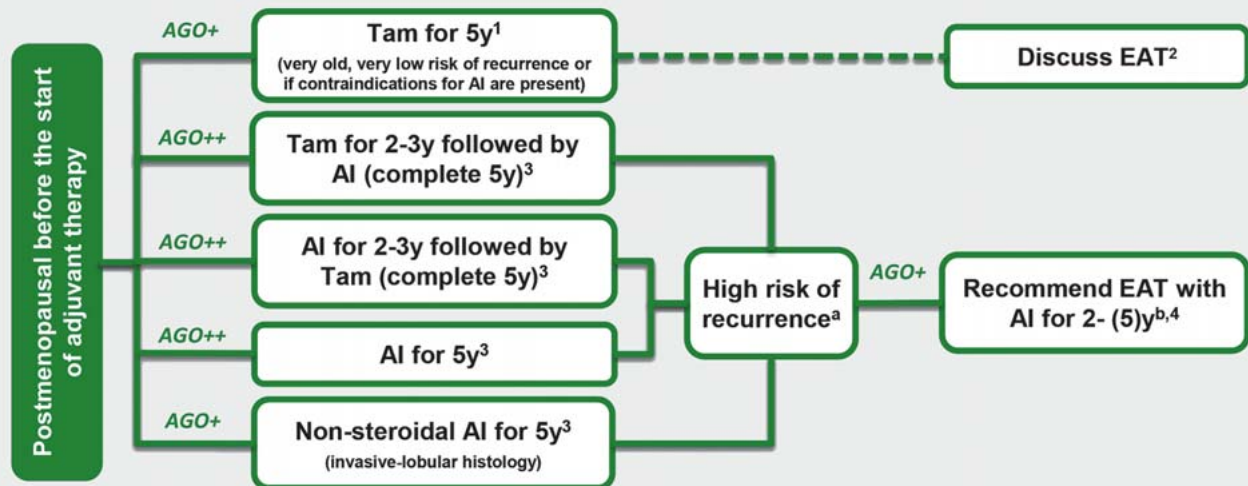 Postmenopausal before the start
of adjuvant therapy
AGO+
Tam for 5y¹
(very old, very low risk of recurrence or
if contraindications for AI are present)
Discuss EAT²
AGO++
Tam for 2-3y followed by
AI (complete 5y)³
AGO++
AI for 2-3y followed by
Tam (complete 5y)³
AGO++
AI for 5y³
AGO+
Non-steroidal AI for 5y³
(invasive-lobular histology)
High risk of
recurrenceᵃ
AGO+
Recommend EAT with
AI for 2- (5)yᵇ,⁴